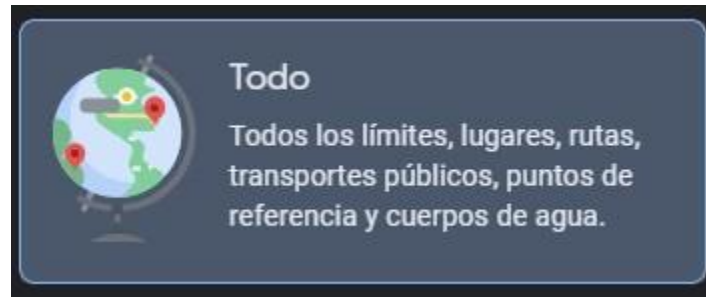 Todo
Todos los límites, lugares, rutas,
transportes públicos, puntos de
referencia y cuerpos de agua.